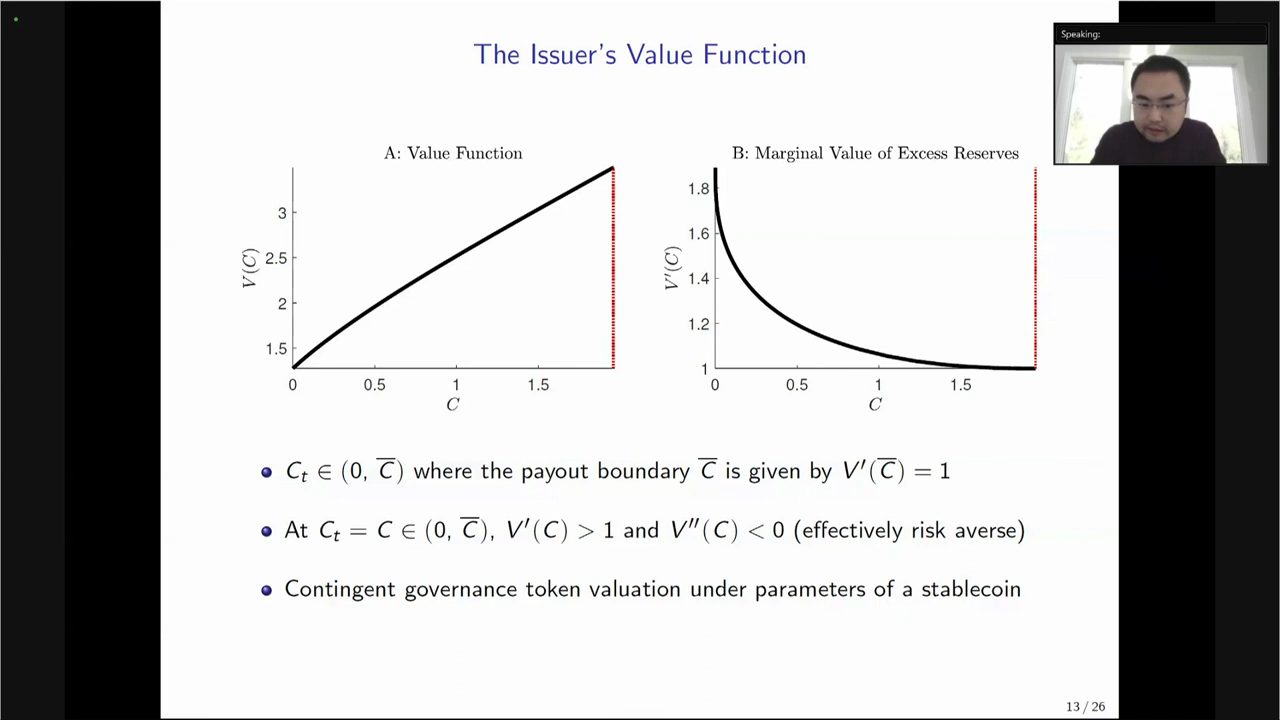 The Issuer's Value Function
Speaking:
A: Value Function
3
2.5
2
1.5
V(C)
0 0.5 1 1.5
C
B: Marginal Value of Excess Reserves
1.8
1.6
1.4
1.2
1
V′(C)
0 0.5 1 1.5
C
C_t ∈ (0, C̅) where the payout boundary C̅ is given by V′(C̅) = 1
At C_t = C ∈ (0, C̅), V′(C) > 1 and V″(C) < 0 (effectively risk averse)
Contingent governance token valuation under parameters of a stablecoin
13 / 26